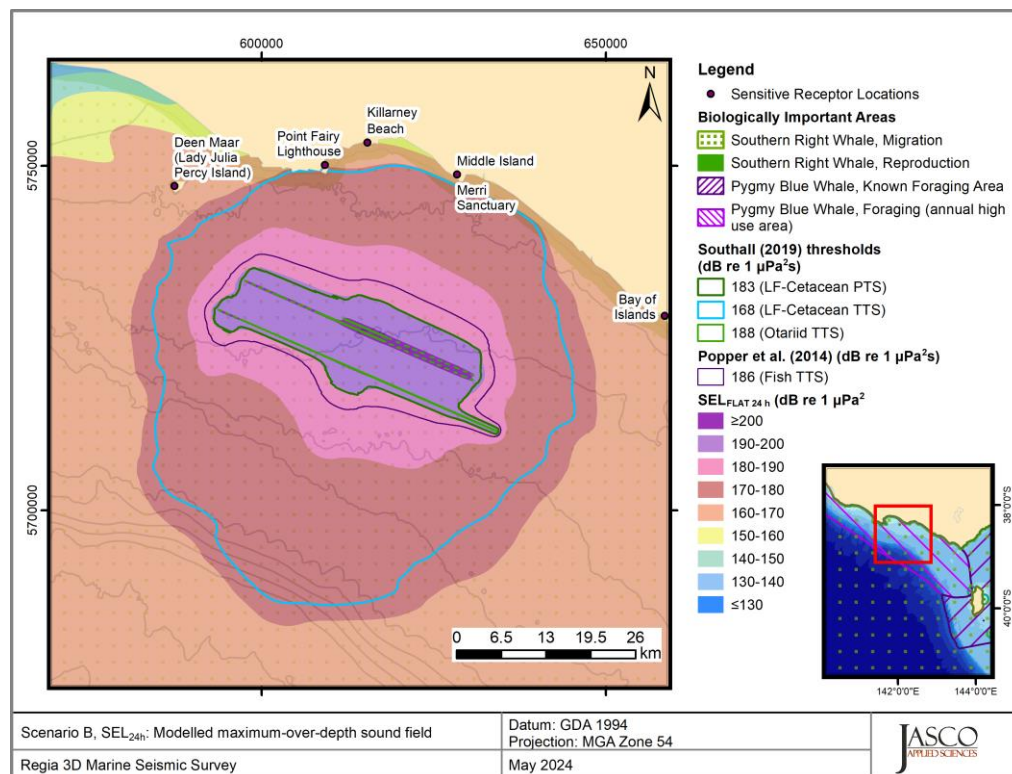 600000
650000
5750000
5700000
N
Killarney
Beach
Point Fairy
Lighthouse
Deen Maar
(Lady Julia
Percy Island)
Middle Island
Merri
Sanctuary
Bay of
Islands
0 6.5 13 19.5 26
km
Legend
Sensitive Receptor Locations
Biologically Important Areas
Southern Right Whale, Migration
Southern Right Whale, Reproduction
Pygmy Blue Whale, Known Foraging Area
Pygmy Blue Whale, Foraging (annual high
use area)
Southall (2019) thresholds
(dB re 1 µPa²s)
183 (LF-Cetacean PTS)
168 (LF-Cetacean TTS)
188 (Otariid TTS)
Popper et al. (2014) (dB re 1 µPa²s)
186 (Fish TTS)
SELFLAT 24 h (dB re 1 µPa²
≥200
190-200
180-190
170-180
160-170
150-160
140-150
130-140
≤130
38°0'0"S
40°0'0"S
142°0'0"E
144°0'0"E
Scenario B, SEL24h: Modelled maximum-over-depth sound field
Datum: GDA 1994
Projection: MGA Zone 54
Regia 3D Marine Seismic Survey
May 2024
JASCO
APPLIED SCIENCES